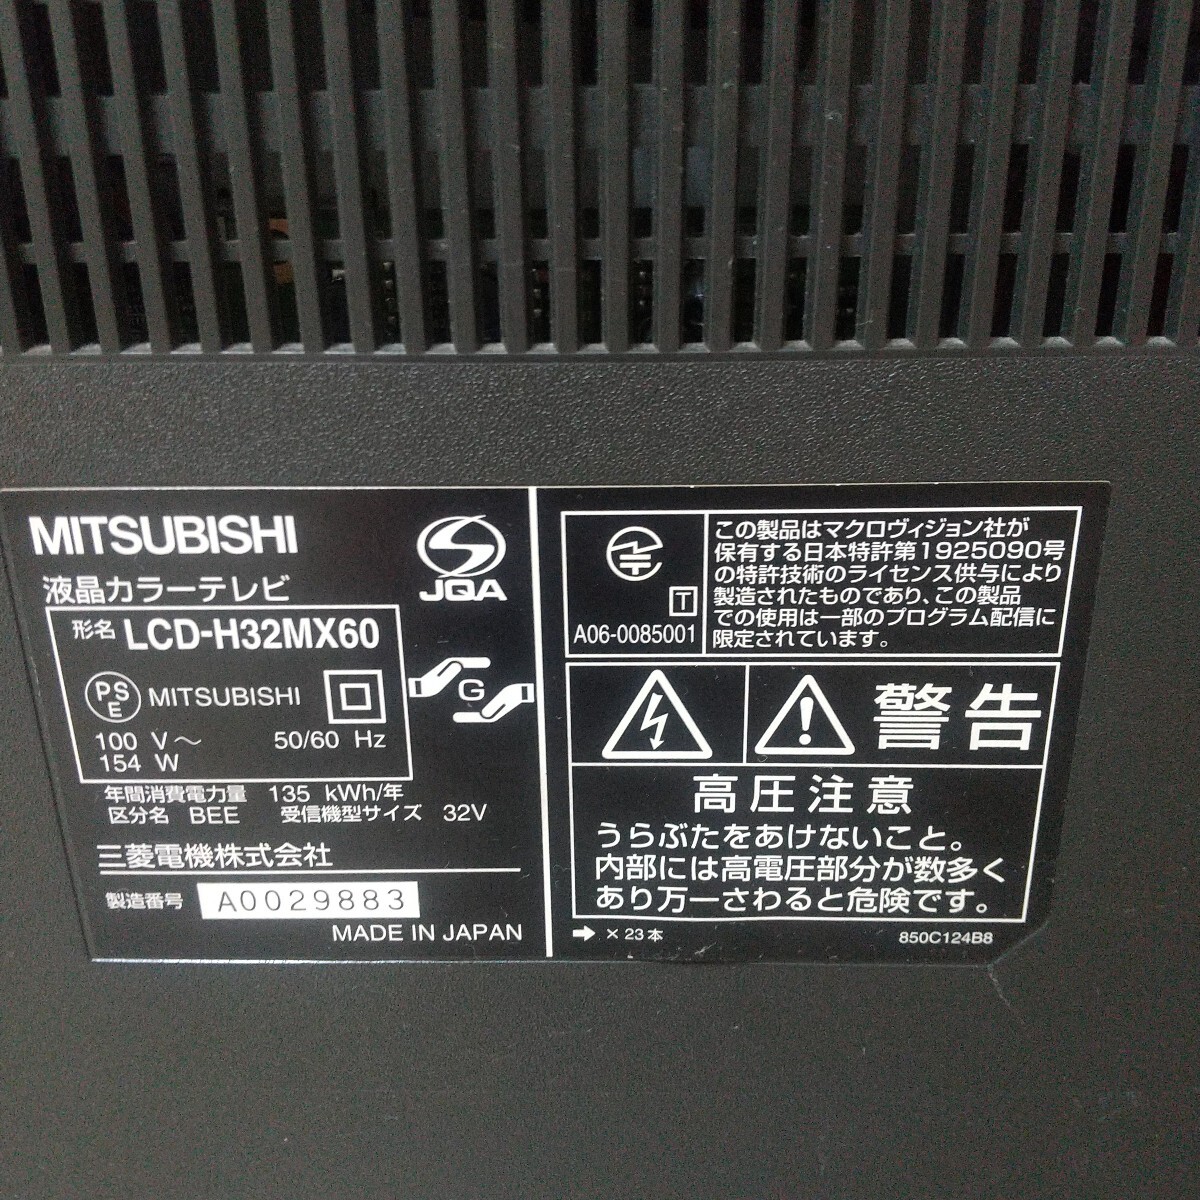 MITSUBISHI
液晶カラーテレビ
形名 LCD-H32MX60
PSE MITSUBISHI
100 V～ 50/60 Hz
154 W
年間消費電力量 135 kWh/年
区分名 BEE 受信機型サイズ 32V
三菱電機株式会社
製造番号 A0029883
MADE IN JAPAN
JQA
G
T
A06-0085001
この製品はマクロヴィジョン社が
保有する日本特許第1925090号
の特許技術のライセンス供与により
製造されたものであり、この製品
での使用は一部のプログラム配信に
限定されています。
警告
高圧注意
うらぶたをあけないこと。
内部には高電圧部分が数多く
あり万一さわると危険です。
➡ × 23本
850C124B8